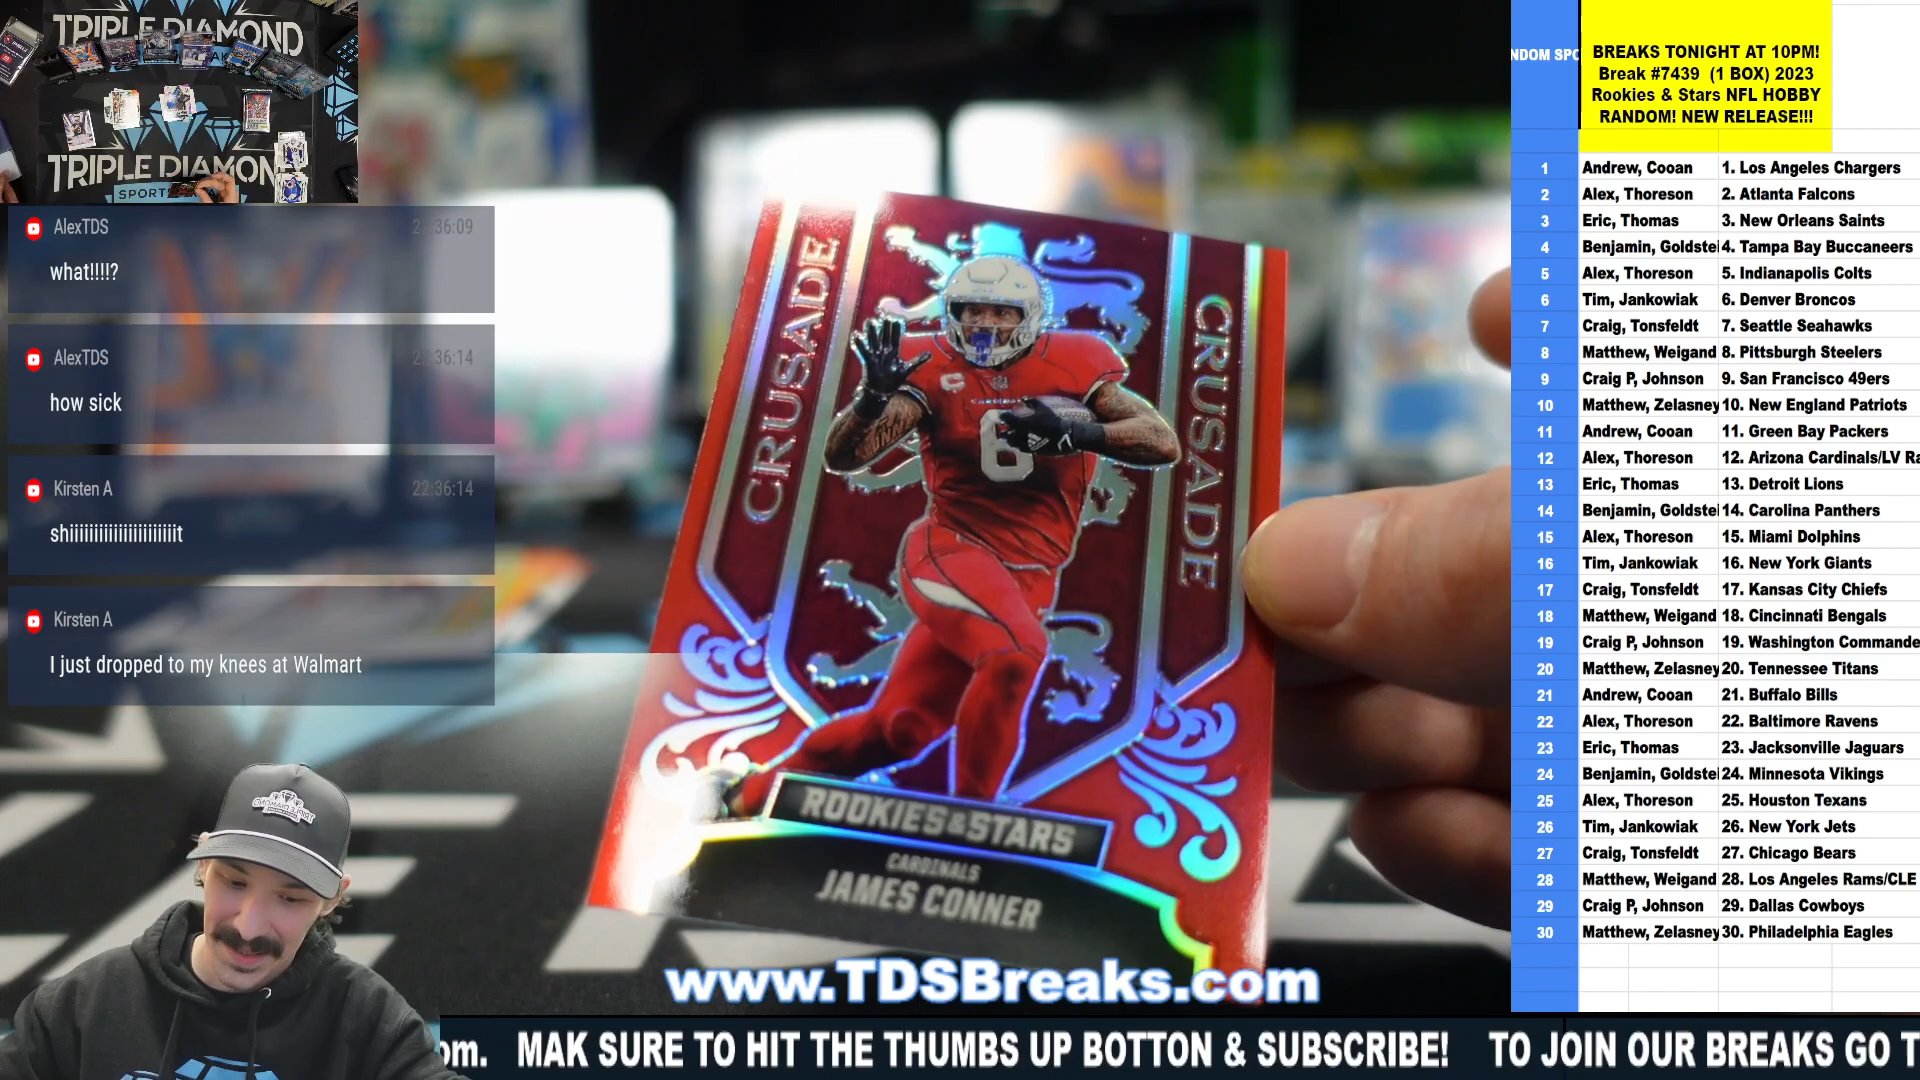 TRIPLE DIAMOND
TRIPLE DIAMOND
SPORT
AlexTDS
what!!!!?
AlexTDS
how sick
Kirsten A 22:36:14
shiiiiiiiiiiiiiiiiiiiiiit
Kirsten A
I just dropped to my knees at Walmart
CRUSADE
CRUSADE
6
ROOKIES & STARS
CARDINALS
JAMES CONNER
www.TDSBreaks.com
om. MAK SURE TO HIT THE THUMBS UP BOTTON & SUBSCRIBE! TO JOIN OUR BREAKS GO T
NDOM SPO
BREAKS TONIGHT AT 10PM!
Break #7439 (1 BOX) 2023
Rookies & Stars NFL HOBBY
RANDOM! NEW RELEASE!!!
1 Andrew, Cooan 1. Los Angeles Chargers
2 Alex, Thoreson 2. Atlanta Falcons
3 Eric, Thomas 3. New Orleans Saints
4 Benjamin, Goldstei 4. Tampa Bay Buccaneers
5 Alex, Thoreson 5. Indianapolis Colts
6 Tim, Jankowiak 6. Denver Broncos
7 Craig, Tonsfeldt 7. Seattle Seahawks
8 Matthew, Weigand 8. Pittsburgh Steelers
9 Craig P, Johnson 9. San Francisco 49ers
10 Matthew, Zelasney 10. New England Patriots
11 Andrew, Cooan 11. Green Bay Packers
12 Alex, Thoreson 12. Arizona Cardinals/LV Ra
13 Eric, Thomas 13. Detroit Lions
14 Benjamin, Goldstei 14. Carolina Panthers
15 Alex, Thoreson 15. Miami Dolphins
16 Tim, Jankowiak 16. New York Giants
17 Craig, Tonsfeldt 17. Kansas City Chiefs
18 Matthew, Weigand 18. Cincinnati Bengals
19 Craig P, Johnson 19. Washington Commande
20 Matthew, Zelasney 20. Tennessee Titans
21 Andrew, Cooan 21. Buffalo Bills
22 Alex, Thoreson 22. Baltimore Ravens
23 Eric, Thomas 23. Jacksonville Jaguars
24 Benjamin, Goldstei 24. Minnesota Vikings
25 Alex, Thoreson 25. Houston Texans
26 Tim, Jankowiak 26. New York Jets
27 Craig, Tonsfeldt 27. Chicago Bears
28 Matthew, Weigand 28. Los Angeles Rams/CLE
29 Craig P, Johnson 29. Dallas Cowboys
30 Matthew, Zelasney 30. Philadelphia Eagles